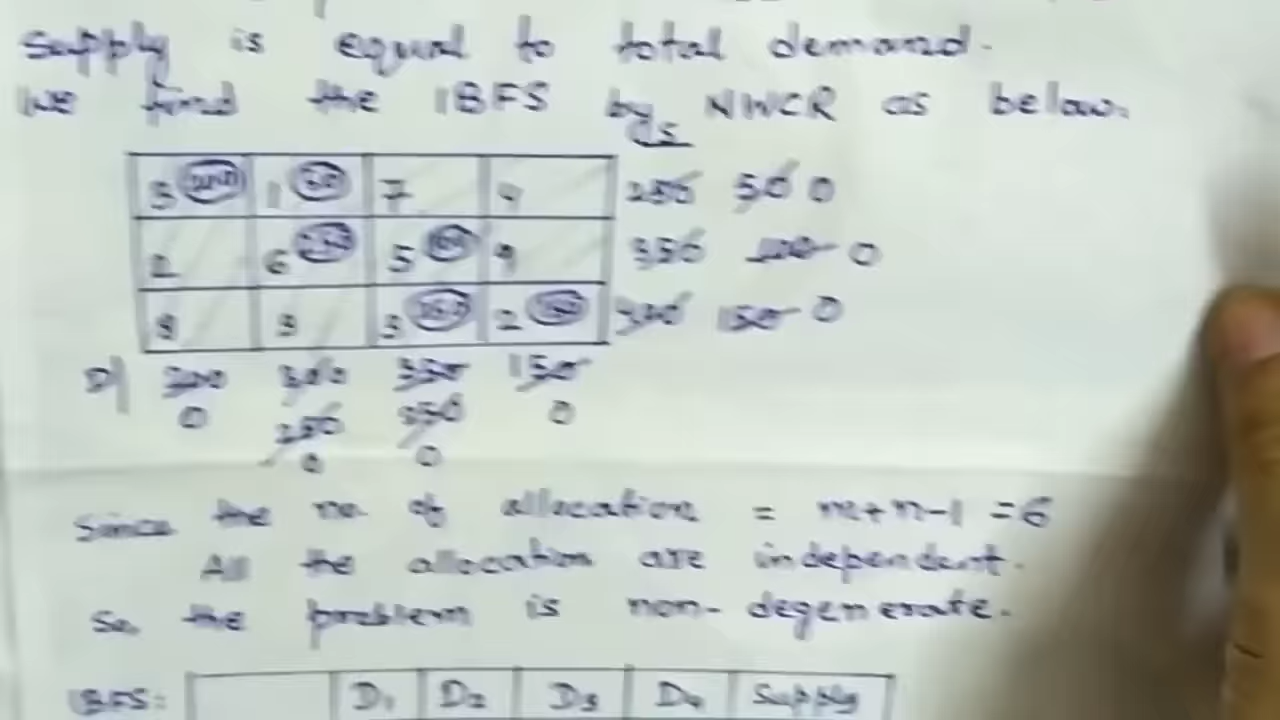 supply is equal to total demand.
We find the IBFS by NWCR as below.
S
3 200 1 50 7 4 250 50 0
2 6 250 5 100 9 350 100 0
8 3 3 250 2 150 400 150 0
D 200 300 350 150
0 250 250 0
0 0
Since the no. of allocation = m+n-1 = 6
All the allocation are independent.
So, the problem is non-degenerate.
IBFS: D1 D2 D3 D4 Supply